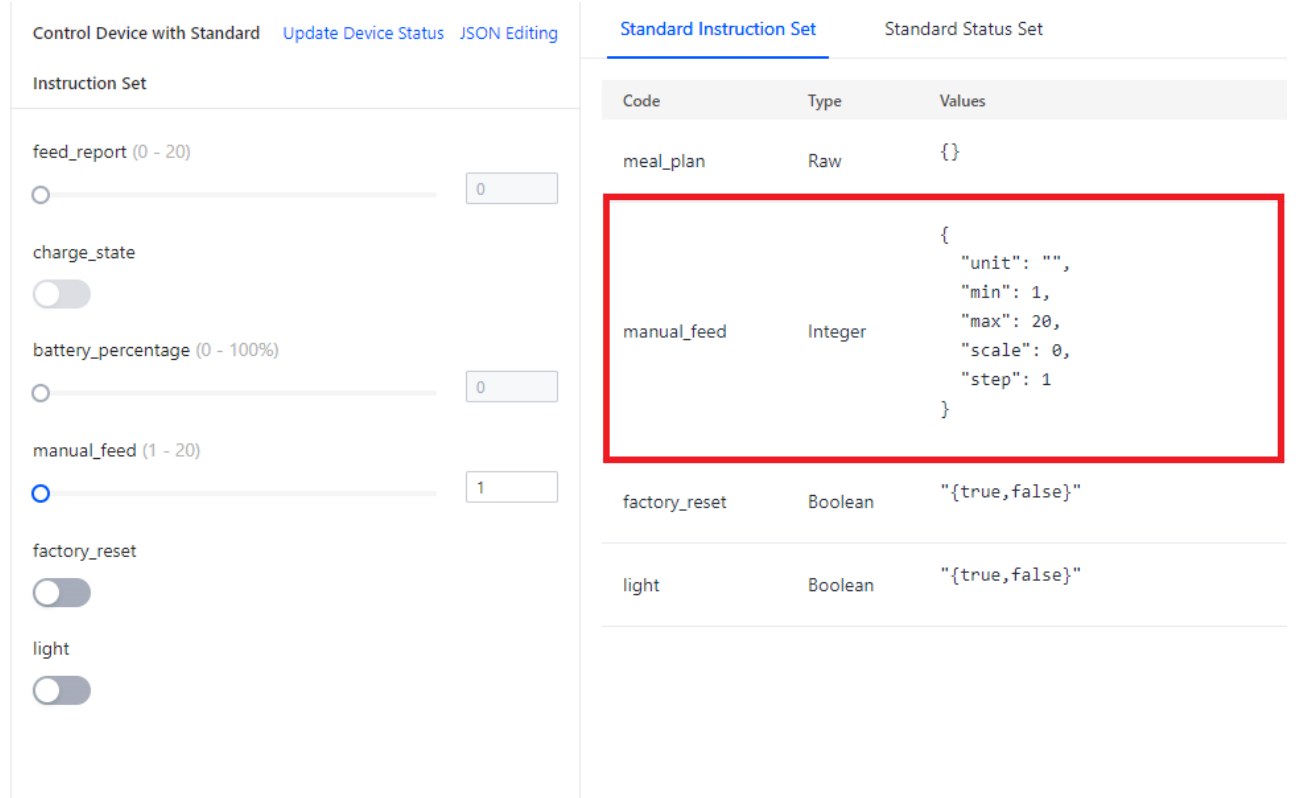 Control Device with Standard Update Device Status JSON Editing
Instruction Set
feed_report (0 - 20)
0
charge_state
battery_percentage (0 - 100%)
0
manual_feed (1 - 20)
1
factory_reset
light
Standard Instruction Set Standard Status Set
Code Type Values
meal_plan Raw {}
manual_feed Integer
{
"unit": "",
"min": 1,
"max": 20,
"scale": 0,
"step": 1
}
factory_reset Boolean "{true,false}"
light Boolean "{true,false}"